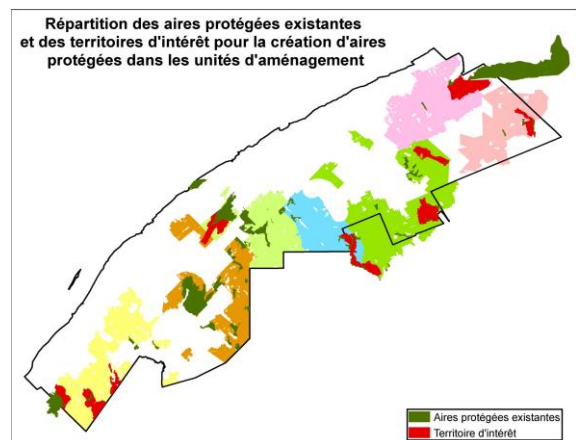 Répartition des aires protégées existantes
et des territoires d'intérêt pour la création d'aires
protégées dans les unités d'aménagement
Aires protégées existantes
Territoire d'intérêt